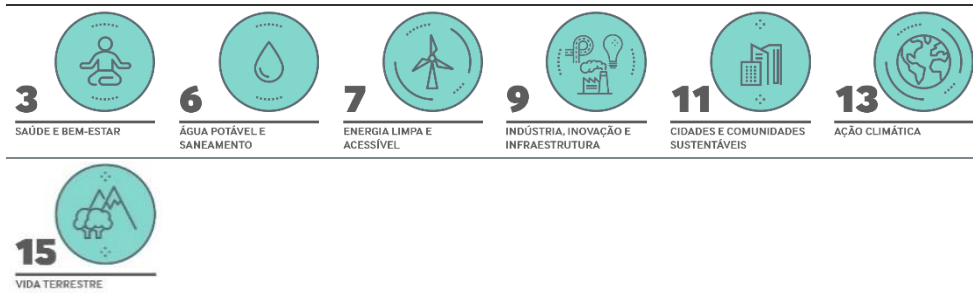 3
SAÚDE E BEM-ESTAR
6
ÁGUA POTÁVEL E
SANEAMENTO
7
ENERGIA LIMPA E
ACESSÍVEL
9
INDÚSTRIA, INOVAÇÃO E
INFRAESTRUTURA
11
CIDADES E COMUNIDADES
SUSTENTÁVEIS
13
AÇÃO CLIMÁTICA
15
VIDA TERRESTRE